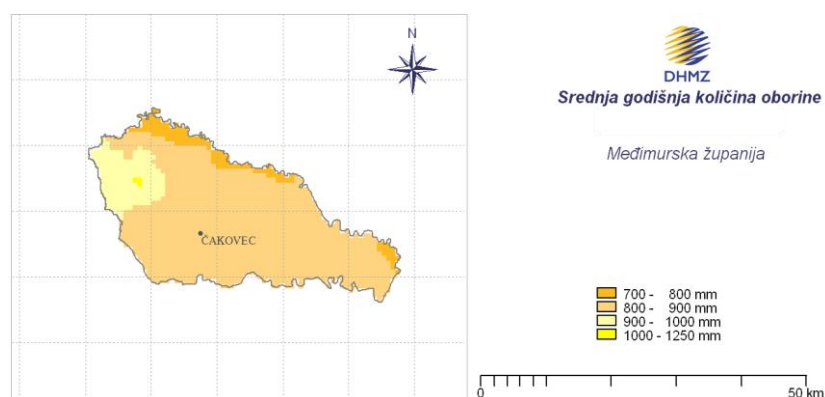 N
DHMZ
Srednja godišnja količina oborine
Međimurska županija
ČAKOVEC
700 - 800 mm
800 - 900 mm
900 - 1000 mm
1000 - 1250 mm
0 50 km